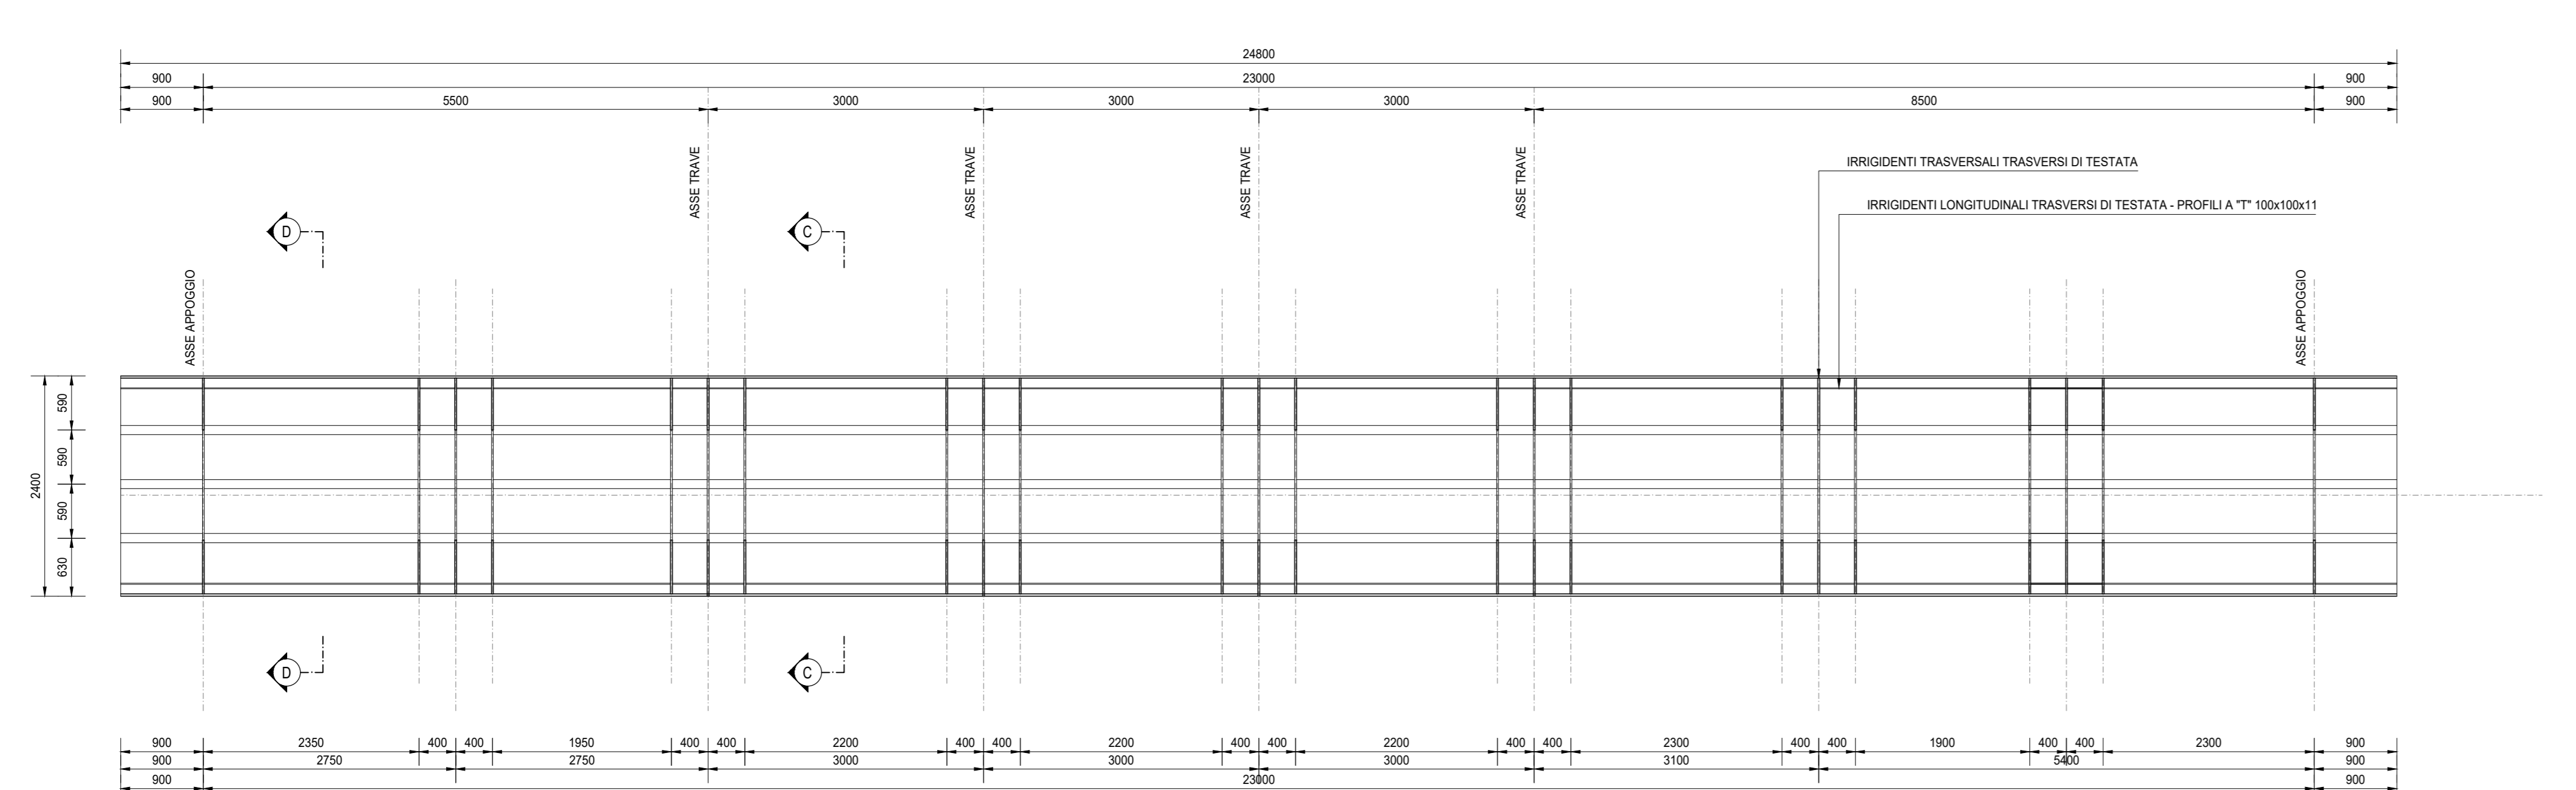 24800
900 23000 900
900 5500 3000 3000 3000 8500 900
ASSE TRAVE
ASSE TRAVE
ASSE TRAVE
ASSE TRAVE
IRRIGIDENTI TRASVERSALI TRASVERSI DI TESTATA
IRRIGIDENTI LONGITUDINALI TRASVERSI DI TESTATA - PROFILI A "T" 100x100x11
D C
ASSE APPOGGIO
ASSE APPOGGIO
2400
590
590
590
630
D C
900 2350 400 400 1950 400 400 2200 400 400 2200 400 400 2200 400 400 2300 400 400 1900 400 400 2300 900
900 2750 2750 3000 3000 3000 3100 5400 900
900 23000 900